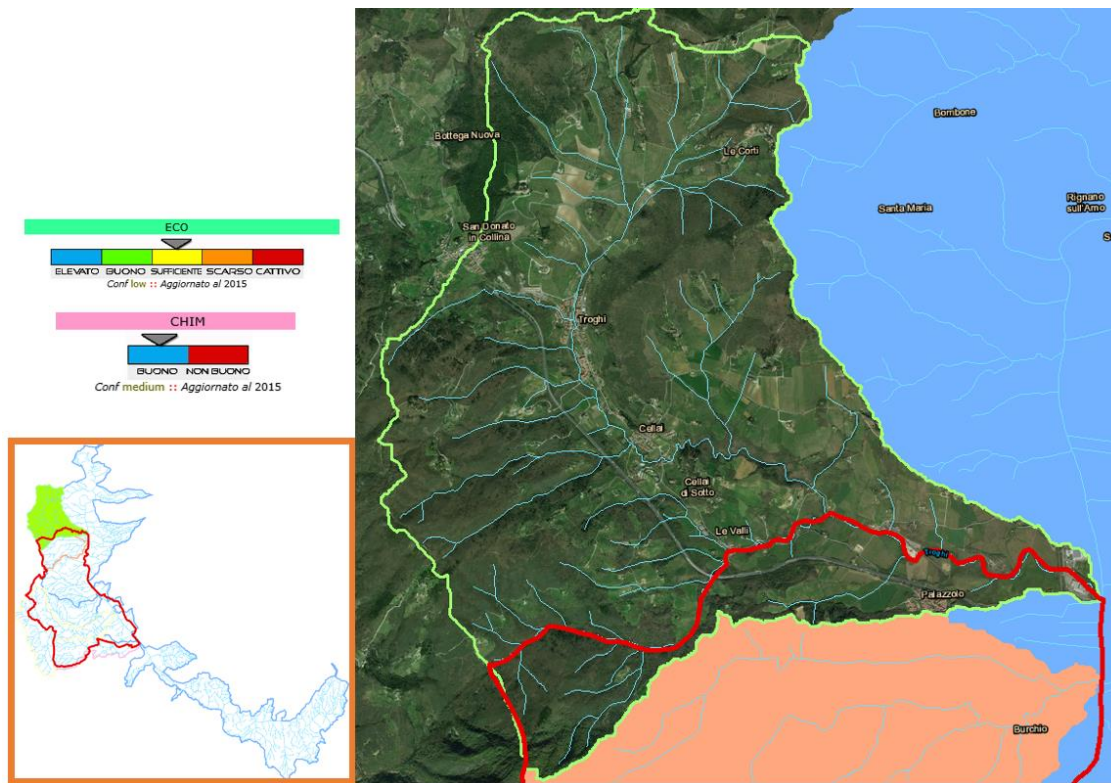 ECO
ELEVATO BUONO SUFFICIENTE SCARSO CATTIVO
Conf low :: Aggiornato al 2015
CHIM
BUONO NON BUONO
Conf medium :: Aggiornato al 2015
Bombone
Bottega Nuova
Le Corti
Santa Maria
Rignano
sull'Arno
S
San Donato
in Collina
Troghi
Cellai
Cellai
di Sotto
Le Valli
Troghi
Palazzolo
Burchio